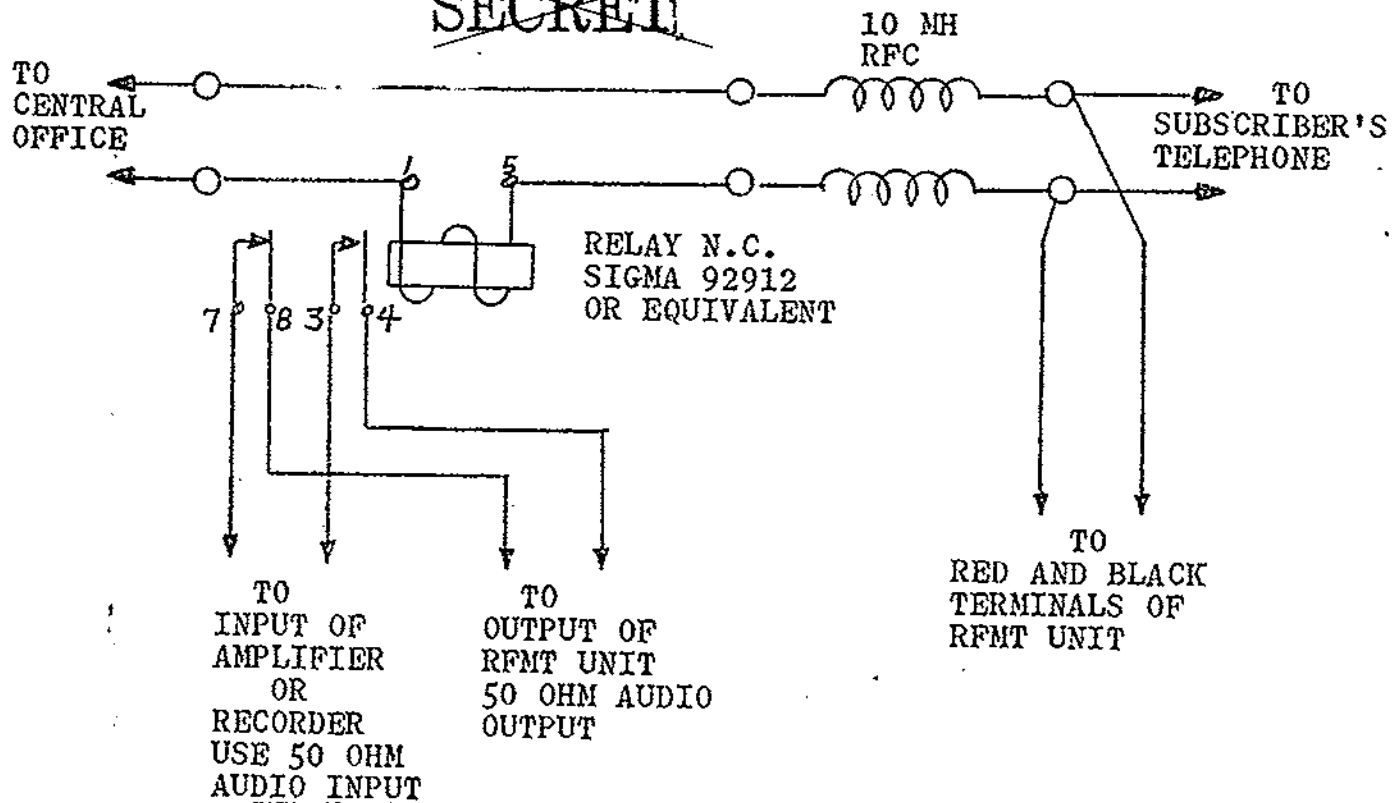 SECRET
10 MH
RFC
TO
CENTRAL
OFFICE
TO
SUBSCRIBER'S
TELEPHONE
1
5
RELAY N.C.
SIGMA 92912
OR EQUIVALENT
7
8
3
4
TO
INPUT OF
AMPLIFIER
OR
RECORDER
USE 50 OHM
AUDIO INPUT
TO
OUTPUT OF
RFMT UNIT
50 OHM AUDIO
OUTPUT
TO
RED AND BLACK
TERMINALS OF
RFMT UNIT